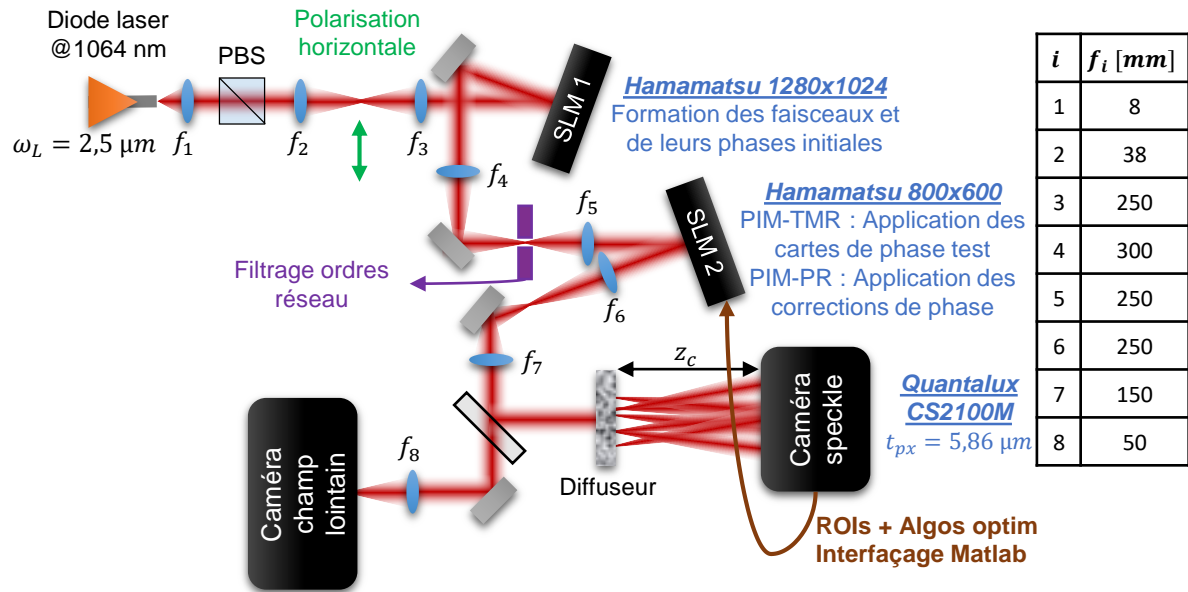 Diode laser
@1064 nm
PBS
Polarisation
horizontale
ω_L = 2,5 μm
f_1
f_2
f_3
SLM 1
Hamamatsu 1280x1024
Formation des faisceaux et
de leurs phases initiales
f_4
f_5
SLM 2
Hamamatsu 800x600
PIM-TMR : Application des
cartes de phase test
PIM-PR : Application des
corrections de phase
Filtrage ordres
réseau
f_6
f_7
z_c
Caméra
speckle
Quantalux
CS2100M
t_px = 5,86 μm
Caméra
champ
lointain
f_8
Diffuseur
ROIs + Algos optim
Interfaçage Matlab
i f_i [mm]
1 8
2 38
3 250
4 300
5 250
6 250
7 150
8 50